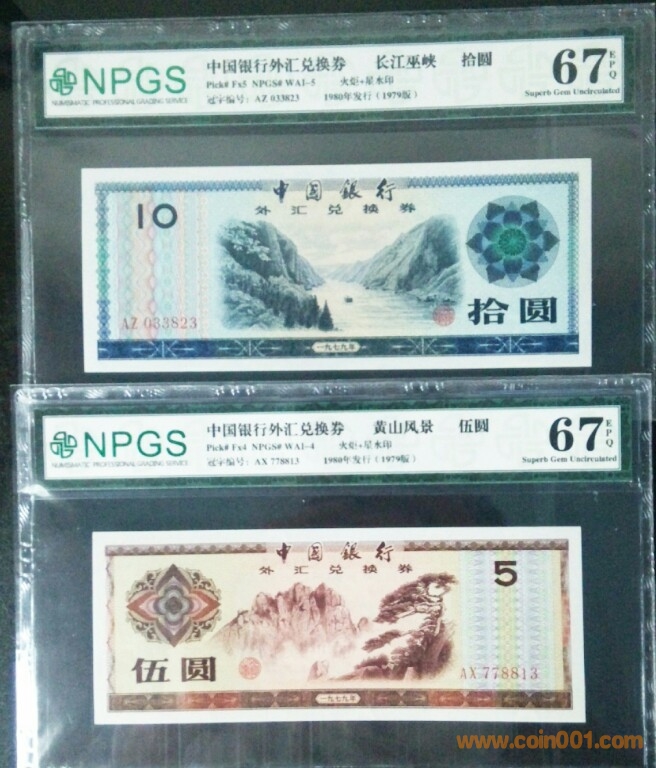 NPGS
NUMISMATIC PROFESSIONAL GRADING SERVICE
中国银行外汇兑换券 长江巫峡 拾圆
Pick# Fx5 NPGS# WAI-5 火炬+星水印
冠字编号: AZ 033823 1980年发行(1979版)
67 EPQ
Superb Gem Uncirculated
中国银行
外汇兑换券
10
AZ 033823
拾圆
一九七九年
NPGS
NUMISMATIC PROFESSIONAL GRADING SERVICE
中国银行外汇兑换券 黄山风景 伍圆
Pick# Fx4 NPGS# WAI-4 火炬+星水印
冠字编号: AX 778813 1980年发行(1979版)
67 EPQ
Superb Gem Uncirculated
中国银行
外汇兑换券
5
伍圆
AX 778813
一九七九年
www.coin001.com